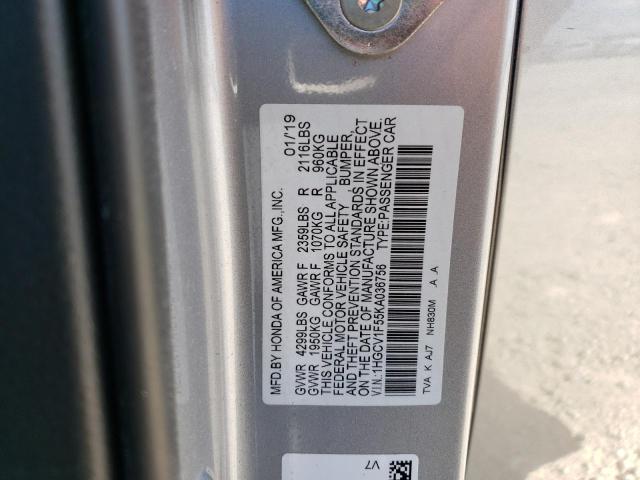 MFD.BY HONDA OF AMERICA MFG.,INC. 01/19
GVWR 4299LBS GAWR F 2359LBS R 2116LBS
GVWR 1950KG GAWR F 1070KG R 960KG
THIS VEHICLE CONFORMS TO ALL APPLICABLE
FEDERAL MOTOR VEHICLE SAFETY , BUMPER,
AND THEFT PREVENTION STANDARDS IN EFFECT
ON THE DATE OF MANUFACTURE SHOWN ABOVE.
V.I.N.:1HGCV1F55KA036756 TYPE:PASSENGER CAR
TVA K AJ7 NH830M .A .A
V7